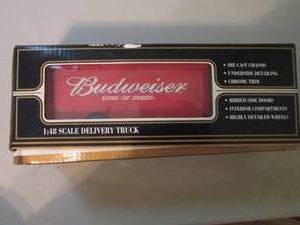 DIE CAST CHASSIS
UNDERSIDE DETAILING
CHROME TRIM
Budweiser
KING OF BEERS.
RIBBED SIDE DOORS
INTERIOR COMPARTMENTS
HIGHLY DETAILED WHEELS
1:48 SCALE DELIVERY TRUCK